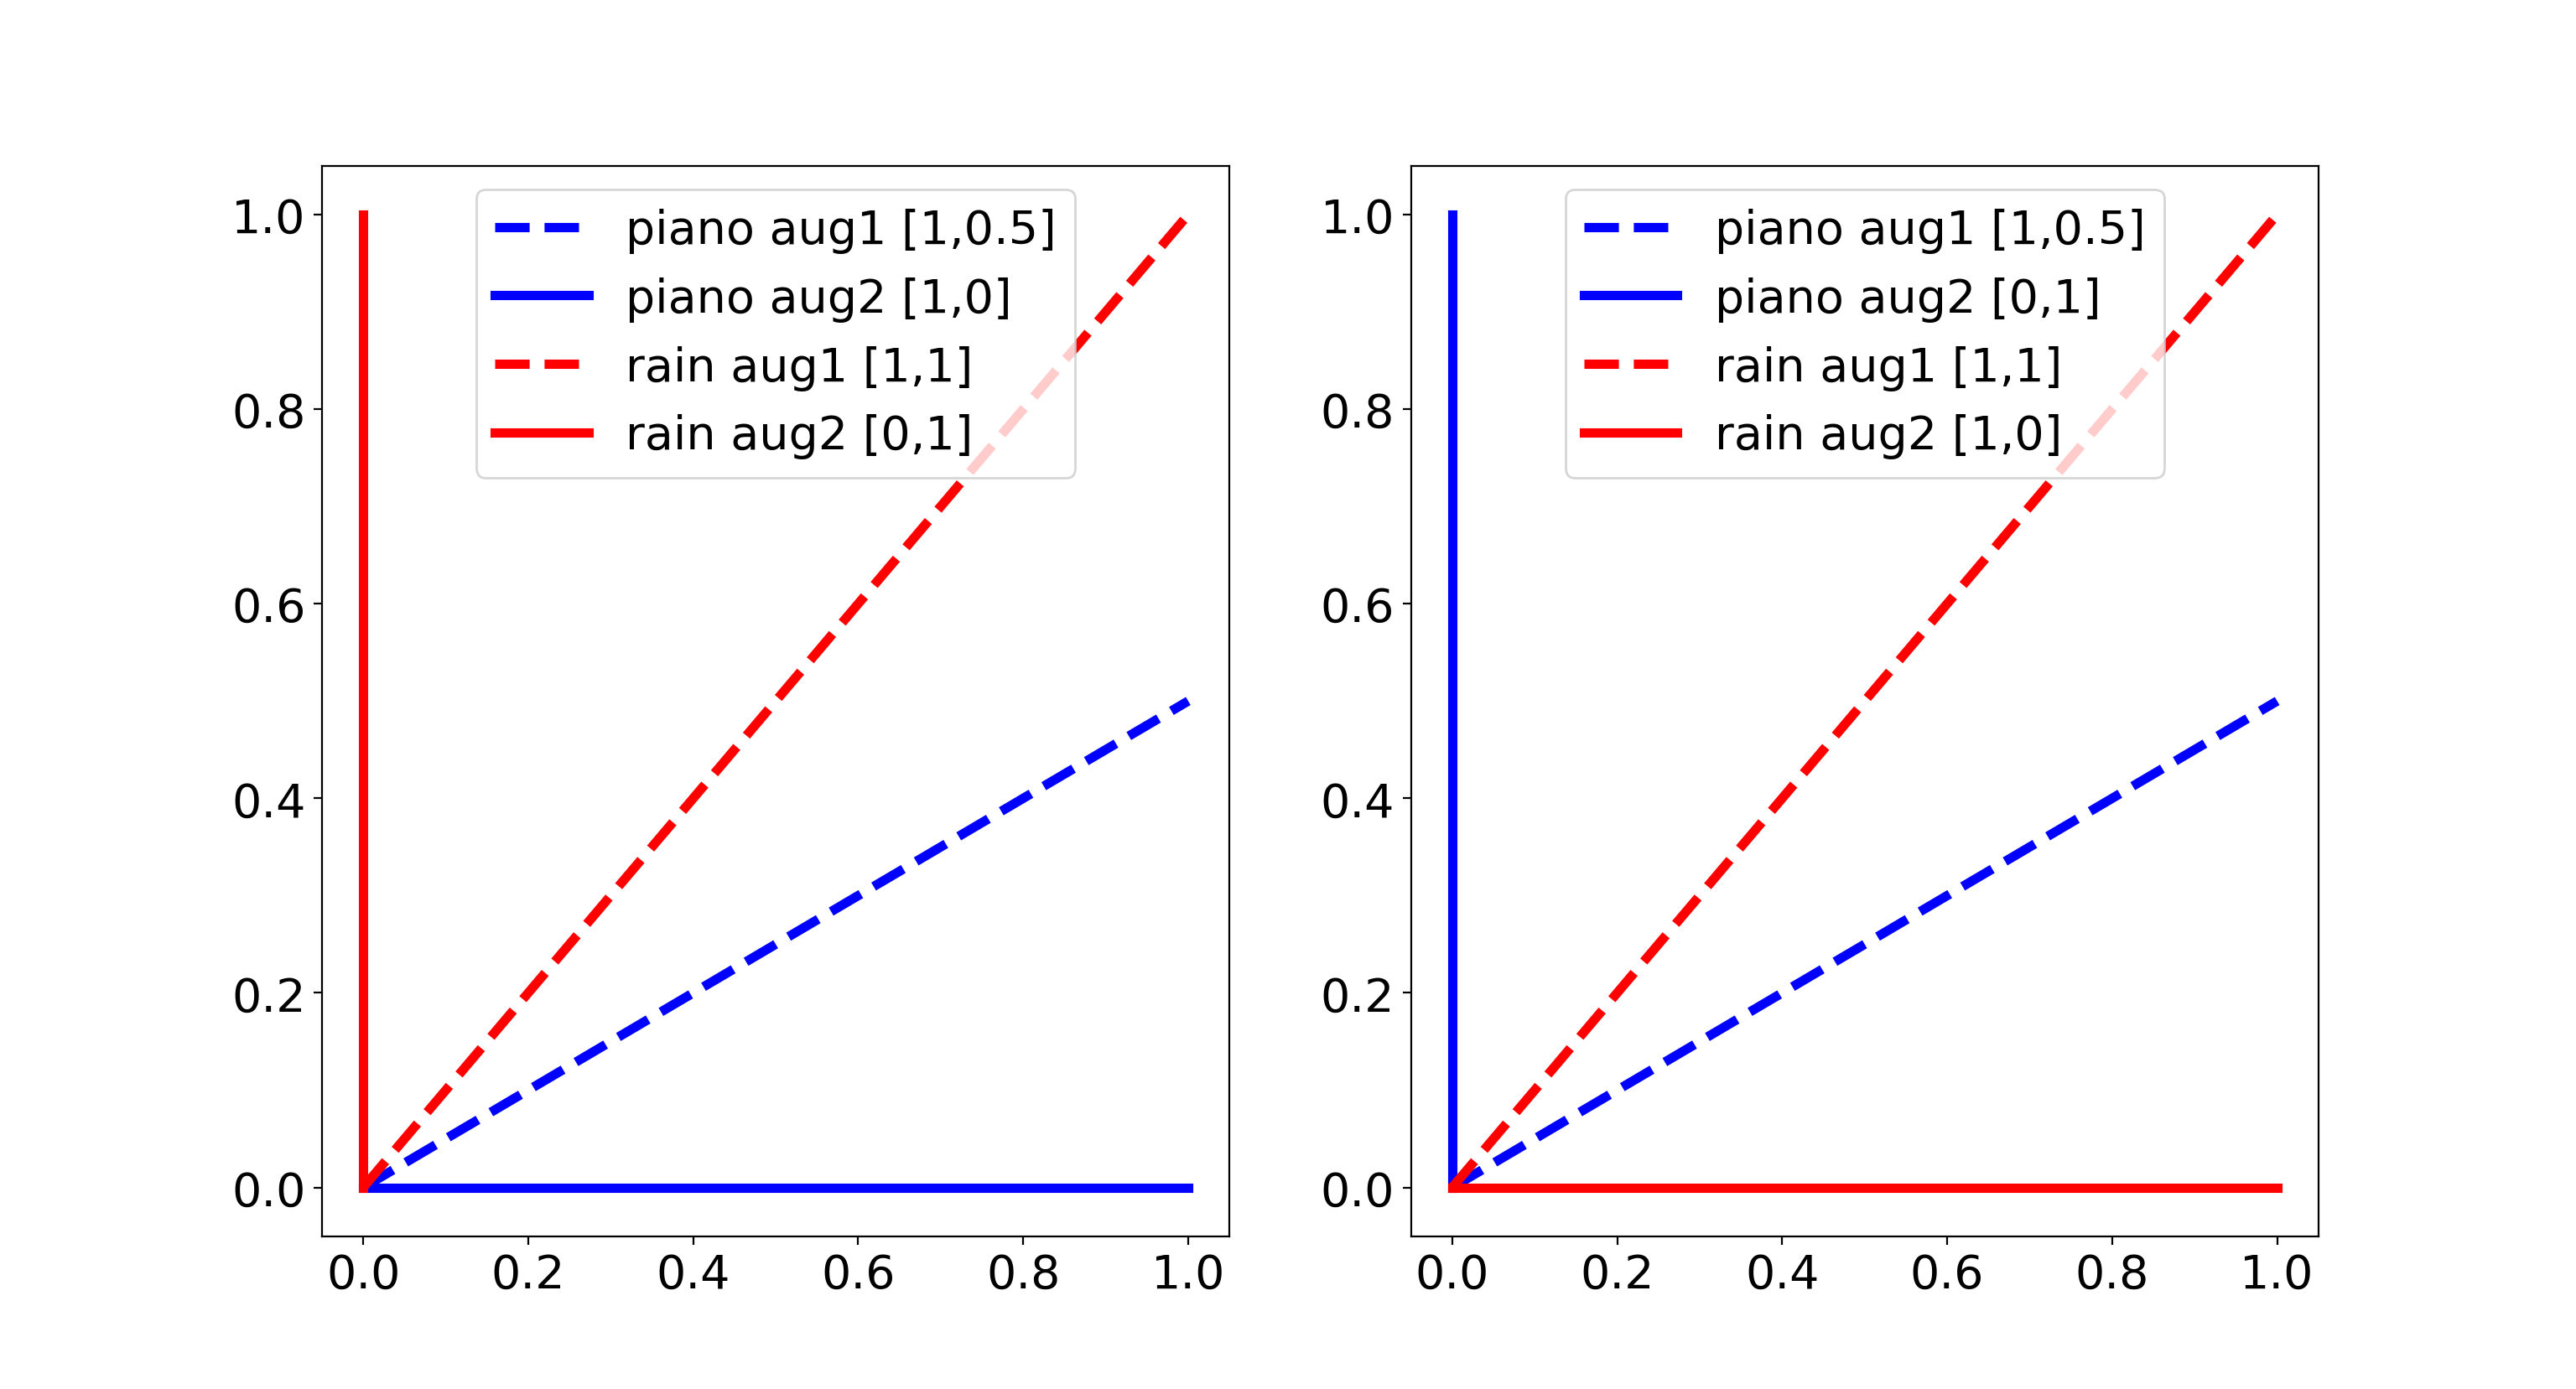 piano aug1 [1,0.5]
piano aug2 [1,0]
rain aug1 [1,1]
rain aug2 [0,1]
1.0
0.8
0.6
0.4
0.2
0.0
0.0 0.2 0.4 0.6 0.8 1.0
piano aug1 [1,0.5]
piano aug2 [0,1]
rain aug1 [1,1]
rain aug2 [1,0]
1.0
0.8
0.6
0.4
0.2
0.0
0.0 0.2 0.4 0.6 0.8 1.0